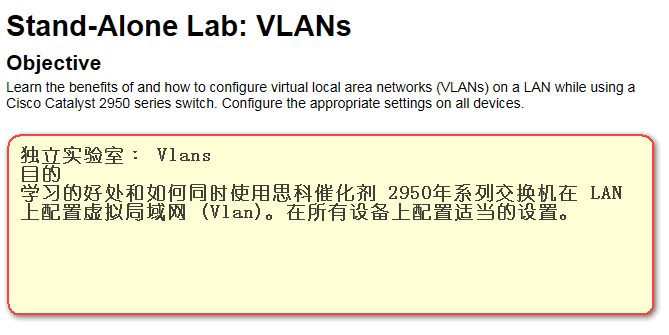 Stand-Alone Lab: VLANs
Objective
Learn the benefits of and how to configure virtual local area networks (VLANs) on a LAN while using a
Cisco Catalyst 2950 series switch. Configure the appropriate settings on all devices.
独立实验室： Vlans
目的
学习的好处和如何同时使用思科催化剂 2950年系列交换机在 LAN
上配置虚拟局域网 (Vlan)。在所有设备上配置适当的设置。